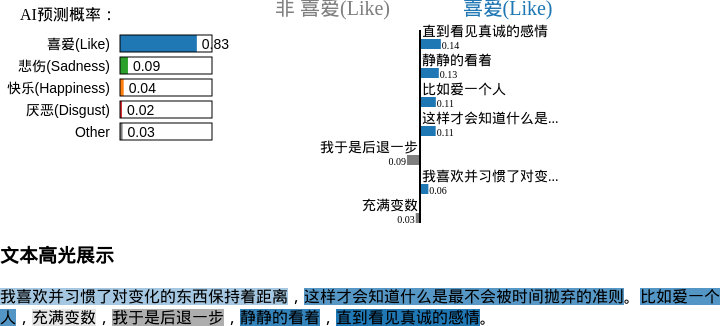 AI预测概率：
喜爱(Like) 0.83
悲伤(Sadness) 0.09
快乐(Happiness) 0.04
厌恶(Disgust) 0.02
Other 0.03
非 喜爱(Like) 喜爱(Like)
直到看见真诚的感情
0.14
静静的看着
0.13
比如爱一个人
0.11
这样才会知道什么是...
0.11
我于是后退一步
0.09
我喜欢并习惯了对变...
0.06
充满变数
0.03
文本高光展示
我喜欢并习惯了对变化的东西保持着距离，这样才会知道什么是最不会被时间抛弃的准则。比如爱一个
人，充满变数，我于是后退一步，静静的看着，直到看见真诚的感情。